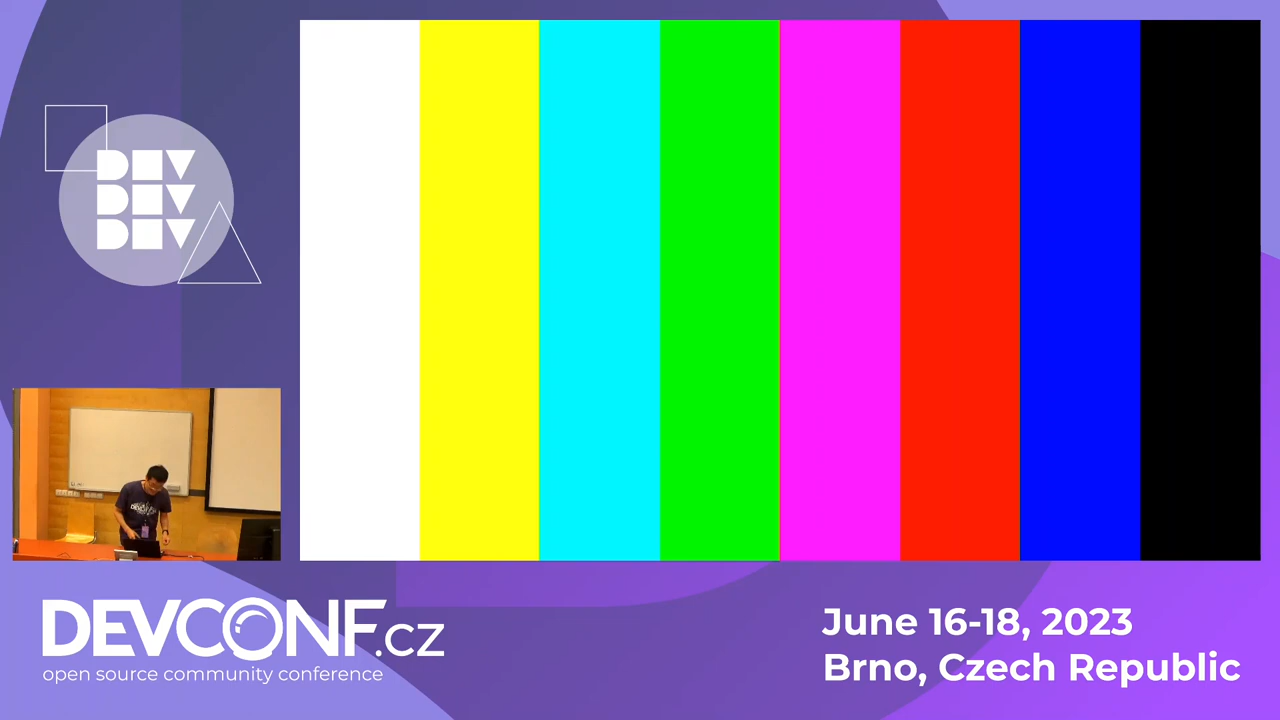 DEV
DEV
DEV
DEVCONF.cz
open source community conference
June 16-18, 2023
Brno, Czech Republic